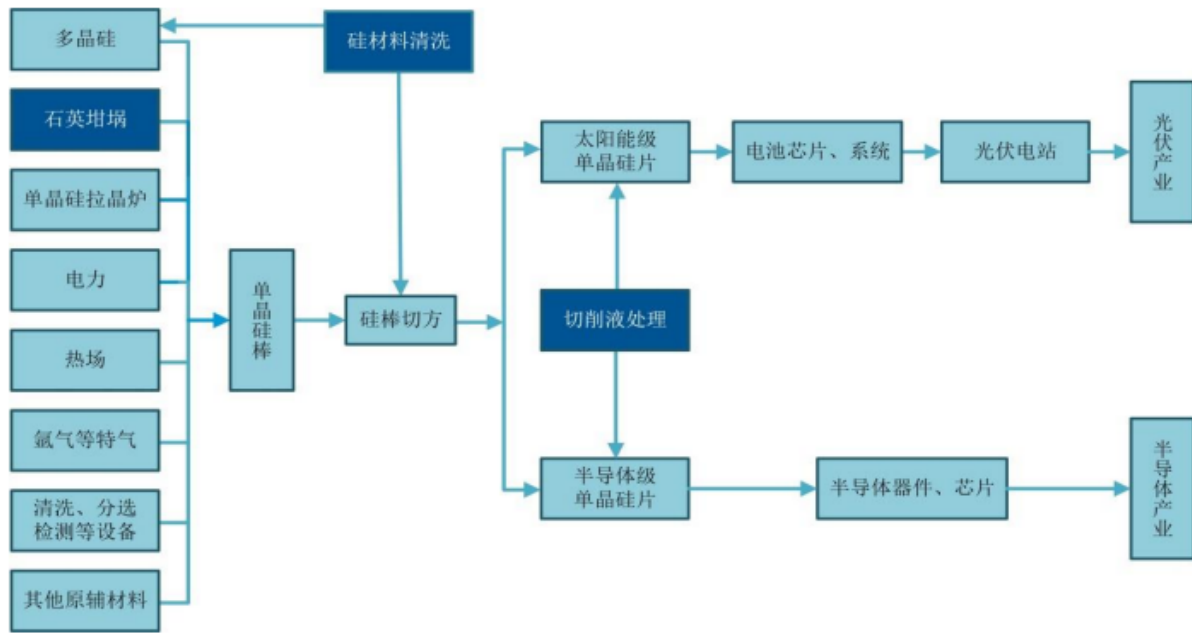 多晶硅
硅材料清洗
石英坩埚
单晶硅拉晶炉
电力
热场
氩气等特气
清洗、分选
检测等设备
其他原辅材料
单晶硅棒
硅棒切方
太阳能级
单晶硅片
电池芯片、系统
光伏电站
光伏产业
切削液处理
半导体级
单晶硅片
半导体器件、芯片
半导体产业